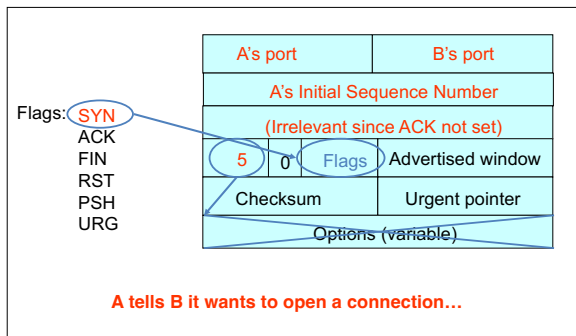 A's port B's port
A's Initial Sequence Number
Flags: SYN
(Irrelevant since ACK not set)
ACK
FIN
5 0 Flags Advertised window
RST
PSH
Checksum Urgent pointer
URG
Options (variable)
A tells B it wants to open a connection…